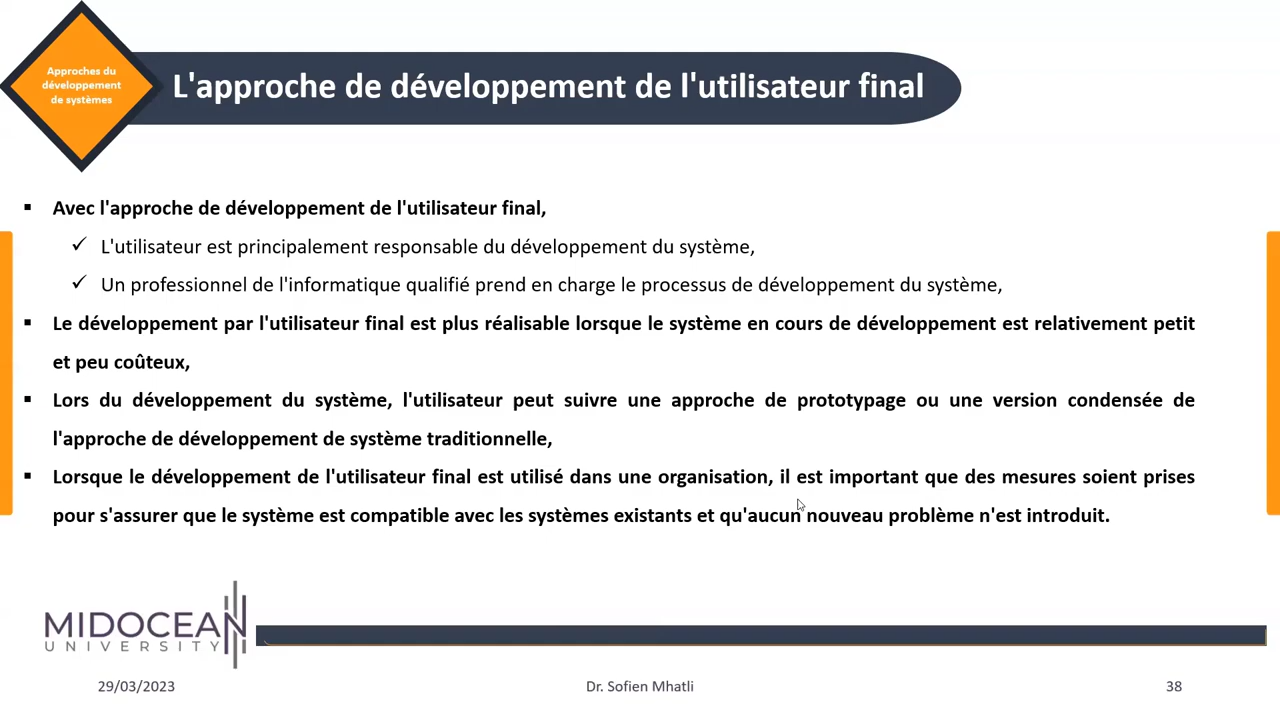 Approches du
développement
de systèmes
L'approche de développement de l'utilisateur final
▪ Avec l'approche de développement de l'utilisateur final,
✓ L'utilisateur est principalement responsable du développement du système,
✓ Un professionnel de l'informatique qualifié prend en charge le processus de développement du système,
▪ Le développement par l'utilisateur final est plus réalisable lorsque le système en cours de développement est relativement petit
et peu coûteux,
▪ Lors du développement du système, l'utilisateur peut suivre une approche de prototypage ou une version condensée de
l'approche de développement de système traditionnelle,
▪ Lorsque le développement de l'utilisateur final est utilisé dans une organisation, il est important que des mesures soient prises
pour s'assurer que le système est compatible avec les systèmes existants et qu'aucun nouveau problème n'est introduit.
MIDOCEAN
UNIVERSITY
29/03/2023
Dr. Sofien Mhatli
38